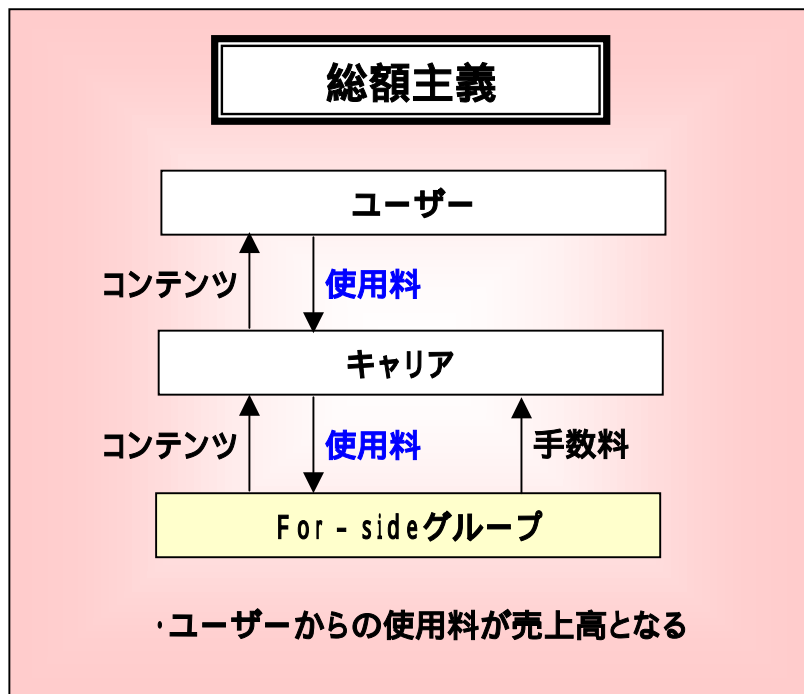 総額主義
ユーザー
コンテンツ
使用料
キャリア
コンテンツ
使用料
手数料
For－sideグループ
・ユーザーからの使用料が売上高となる